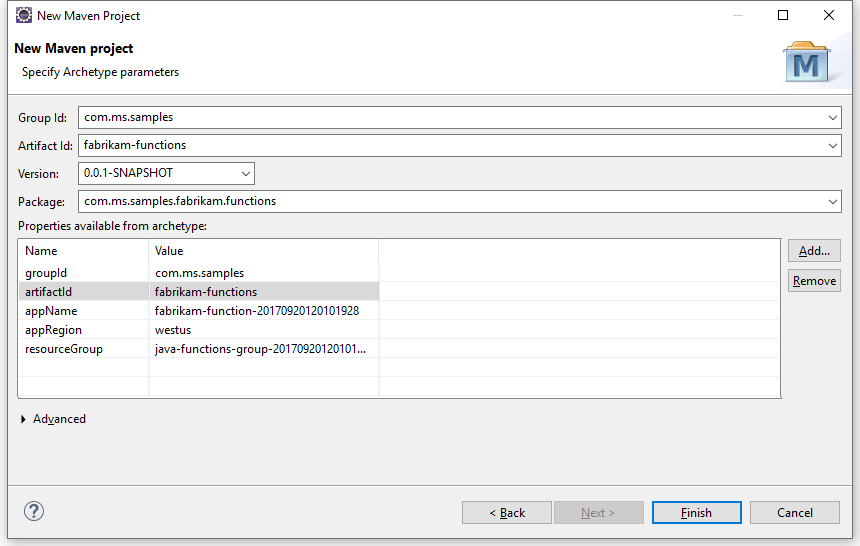 New Maven Project
New Maven project
Specify Archetype parameters
M
Group Id: com.ms.samples
Artifact Id: fabrikam-functions
Version: 0.0.1-SNAPSHOT
Package: com.ms.samples.fabrikam.functions
Properties available from archetype:
Name Value
groupId com.ms.samples
artifactId fabrikam-functions
appName fabrikam-function-20170920120101928
appRegion westus
resourceGroup java-functions-group-20170920120101...
Add...
Remove
Advanced
? < Back Next > Finish Cancel